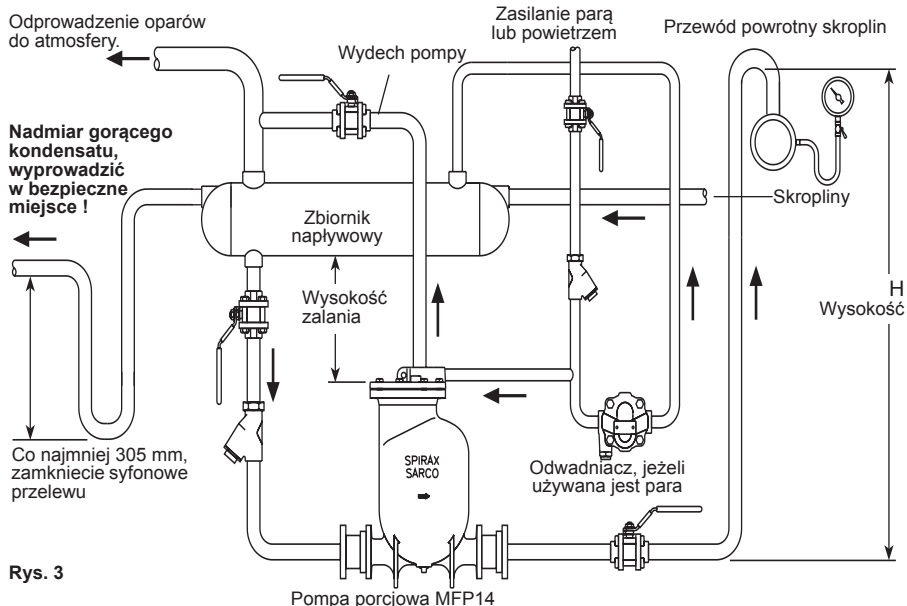 Odprowadzenie oparów
do atmosfery.
Zasilanie parą
lub powietrzem
Przewód powrotny skroplin
Wydech pompy
Nadmiar gorącego
kondensatu,
wyprowadzić
w bezpieczne
miejsce !
Zbiornik
napływowy
Skropliny
Wysokość
zalania
H
Wysokość
Co najmniej 305 mm,
zamkniecie syfonowe
przelewu
SPIRAX
SARCO
Odwadniacz, jeżeli
używana jest para
Rys. 3
Pompa porcjowa MFP14